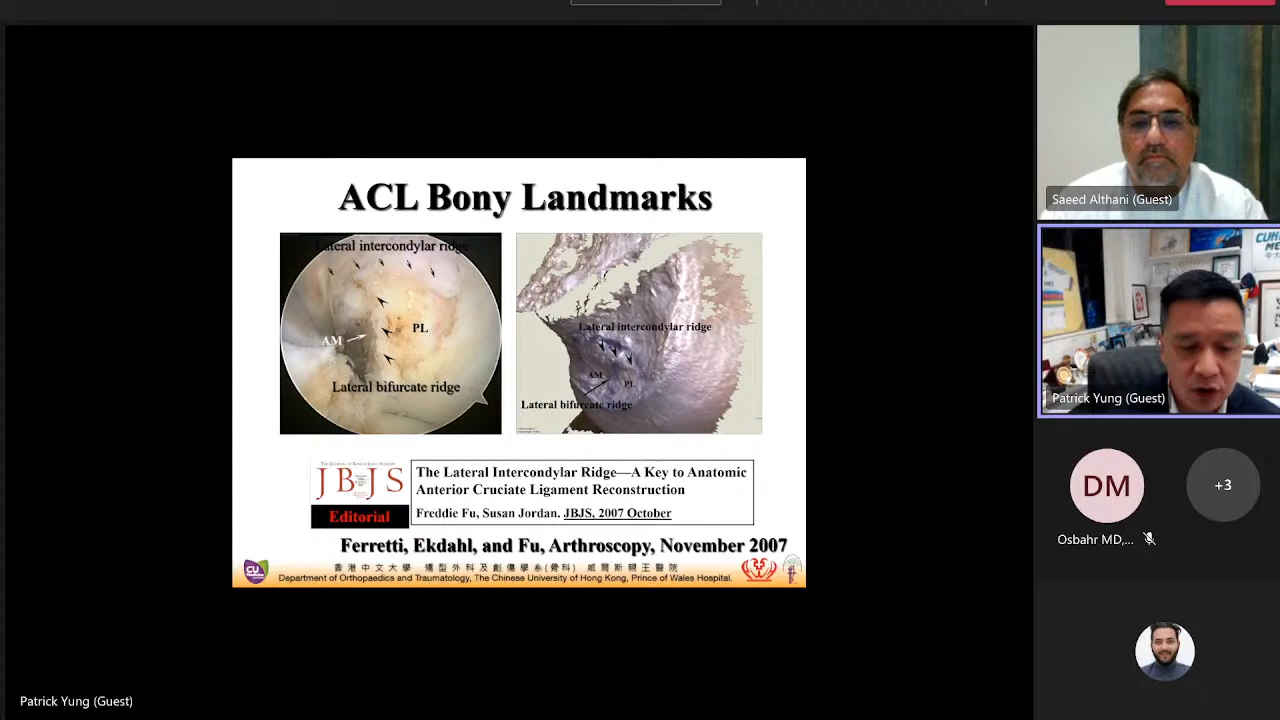 ACL Bony Landmarks
Lateral intercondylar ridge
AM
PL
Lateral bifurcate ridge
Lateral intercondylar ridge
AM
PL
Lateral bifurcate ridge
JBJS
Editorial
The Lateral Intercondylar Ridge—A Key to Anatomic
Anterior Cruciate Ligament Reconstruction
Freddie Fu, Susan Jordan. JBJS, 2007 October
Ferretti, Ekdahl, and Fu, Arthroscopy, November 2007
香港中文大學 矯型外科及創傷學系(骨科) 威爾斯親王醫院
Department of Orthopaedics and Traumatology, The Chinese University of Hong Kong, Prince of Wales Hospital.
CU
Saeed Althani (Guest)
Patrick Yung (Guest)
DM
+3
Osbahr MD,...
Patrick Yung (Guest)